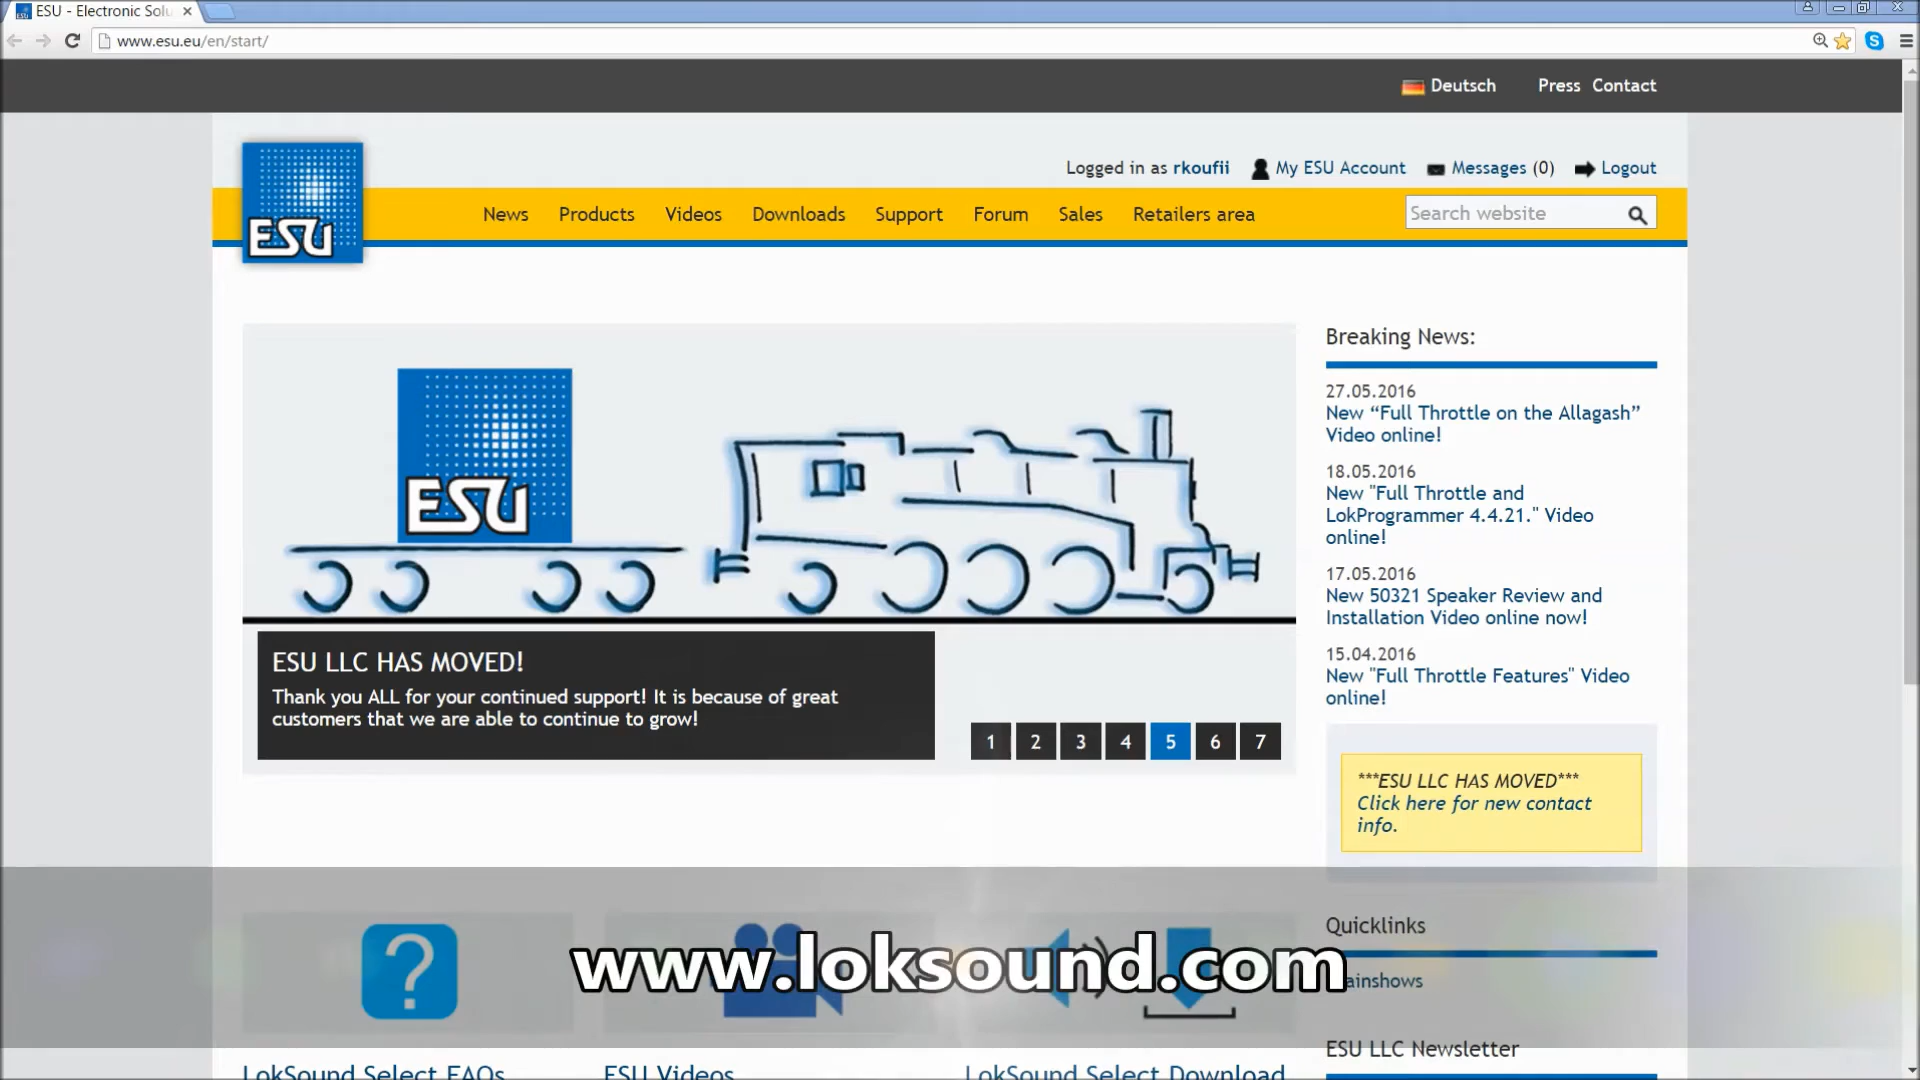 ESU - Electronic Solu
www.esu.eu/en/start/
Deutsch Press Contact
Logged in as rkoufii My ESU Account Messages (0) Logout
ESU
News Products Videos Downloads Support Forum Sales Retailers area
Search website
ESU
ESU LLC HAS MOVED!
Thank you ALL for your continued support! It is because of great
customers that we are able to continue to grow!
1 2 3 4 5 6 7
Breaking News:
27.05.2016
New “Full Throttle on the Allagash”
Video online!
18.05.2016
New "Full Throttle and
LokProgrammer 4.4.21." Video
online!
17.05.2016
New 50321 Speaker Review and
Installation Video online now!
15.04.2016
New "Full Throttle Features" Video
online!
***ESU LLC HAS MOVED***
Click here for new contact
info.
Quicklinks
ainshows
ESU LLC Newsletter
www.loksound.com
LokSound Select FAQs
ESU Videos
LokSound Select Download